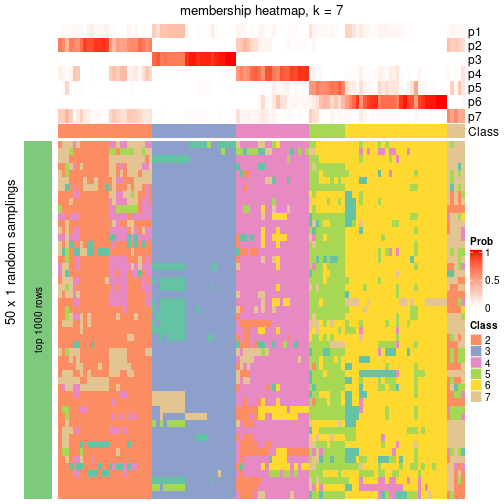 membership heatmap, k = 7
p1
p2
p3
p4
p5
p6
p7
Class
50 x 1 random samplings
top 1000 rows
Prob
1
0.5
0
Class
2
3
4
5
6
7